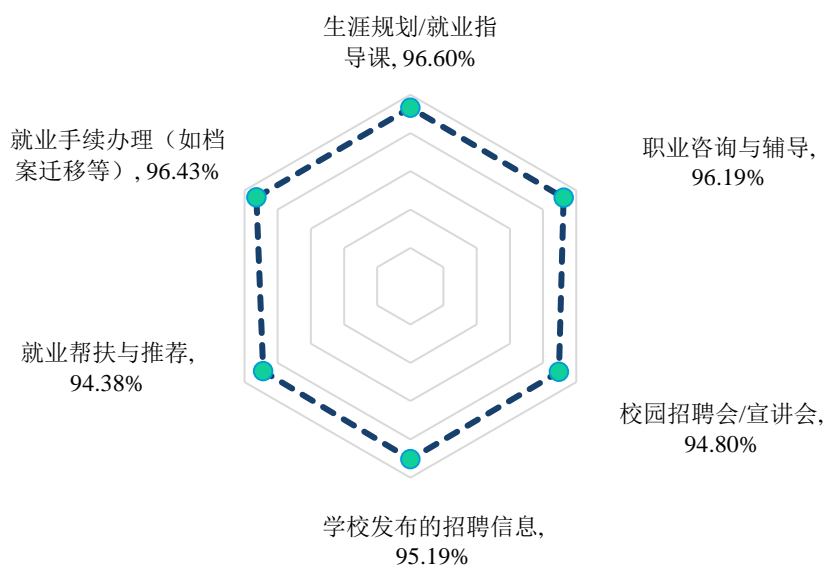 生涯规划/就业指
导课, 96.60%
职业咨询与辅导,
96.19%
校园招聘会/宣讲会,
94.80%
学校发布的招聘信息,
95.19%
就业帮扶与推荐,
94.38%
就业手续办理（如档
案迁移等）, 96.43%